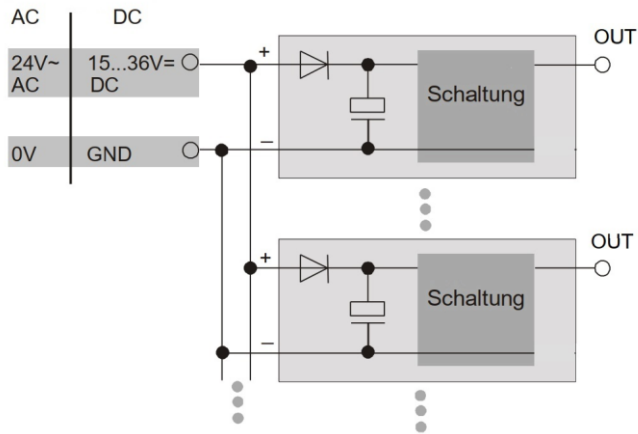 AC DC
24V~ 15...36V=
AC DC
0V GND
+
−
Schaltung
OUT
+
−
Schaltung
OUT